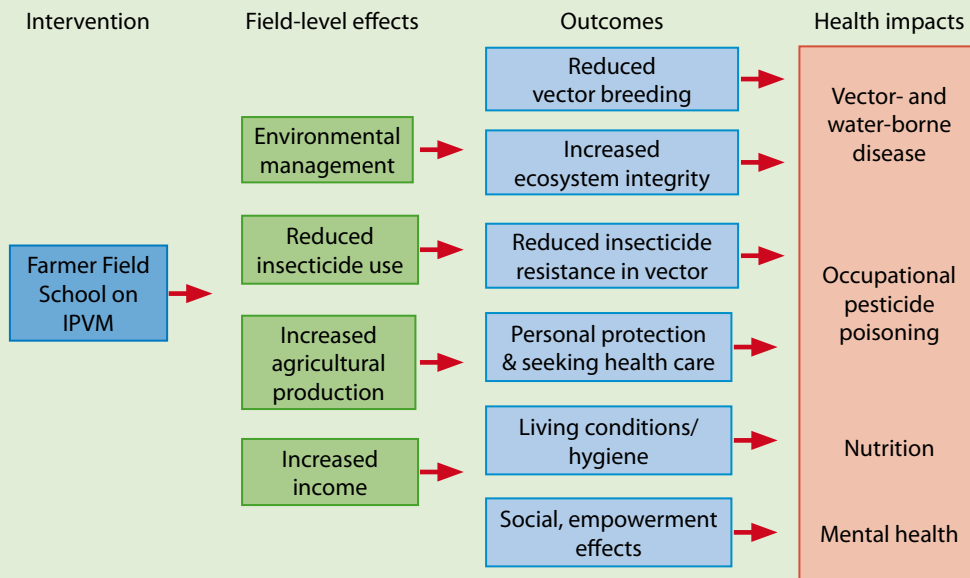 Intervention
Field-level effects
Outcomes
Health impacts
Farmer Field
School on
IPVM
Environmental
management
Reduced
insecticide use
Increased
agricultural
production
Increased
income
Reduced
vector breeding
Increased
ecosystem integrity
Reduced insecticide
resistance in vector
Personal protection
& seeking health care
Living conditions/
hygiene
Social, empowerment
effects
Vector- and
water-borne
disease
Occupational
pesticide
poisoning
Nutrition
Mental health